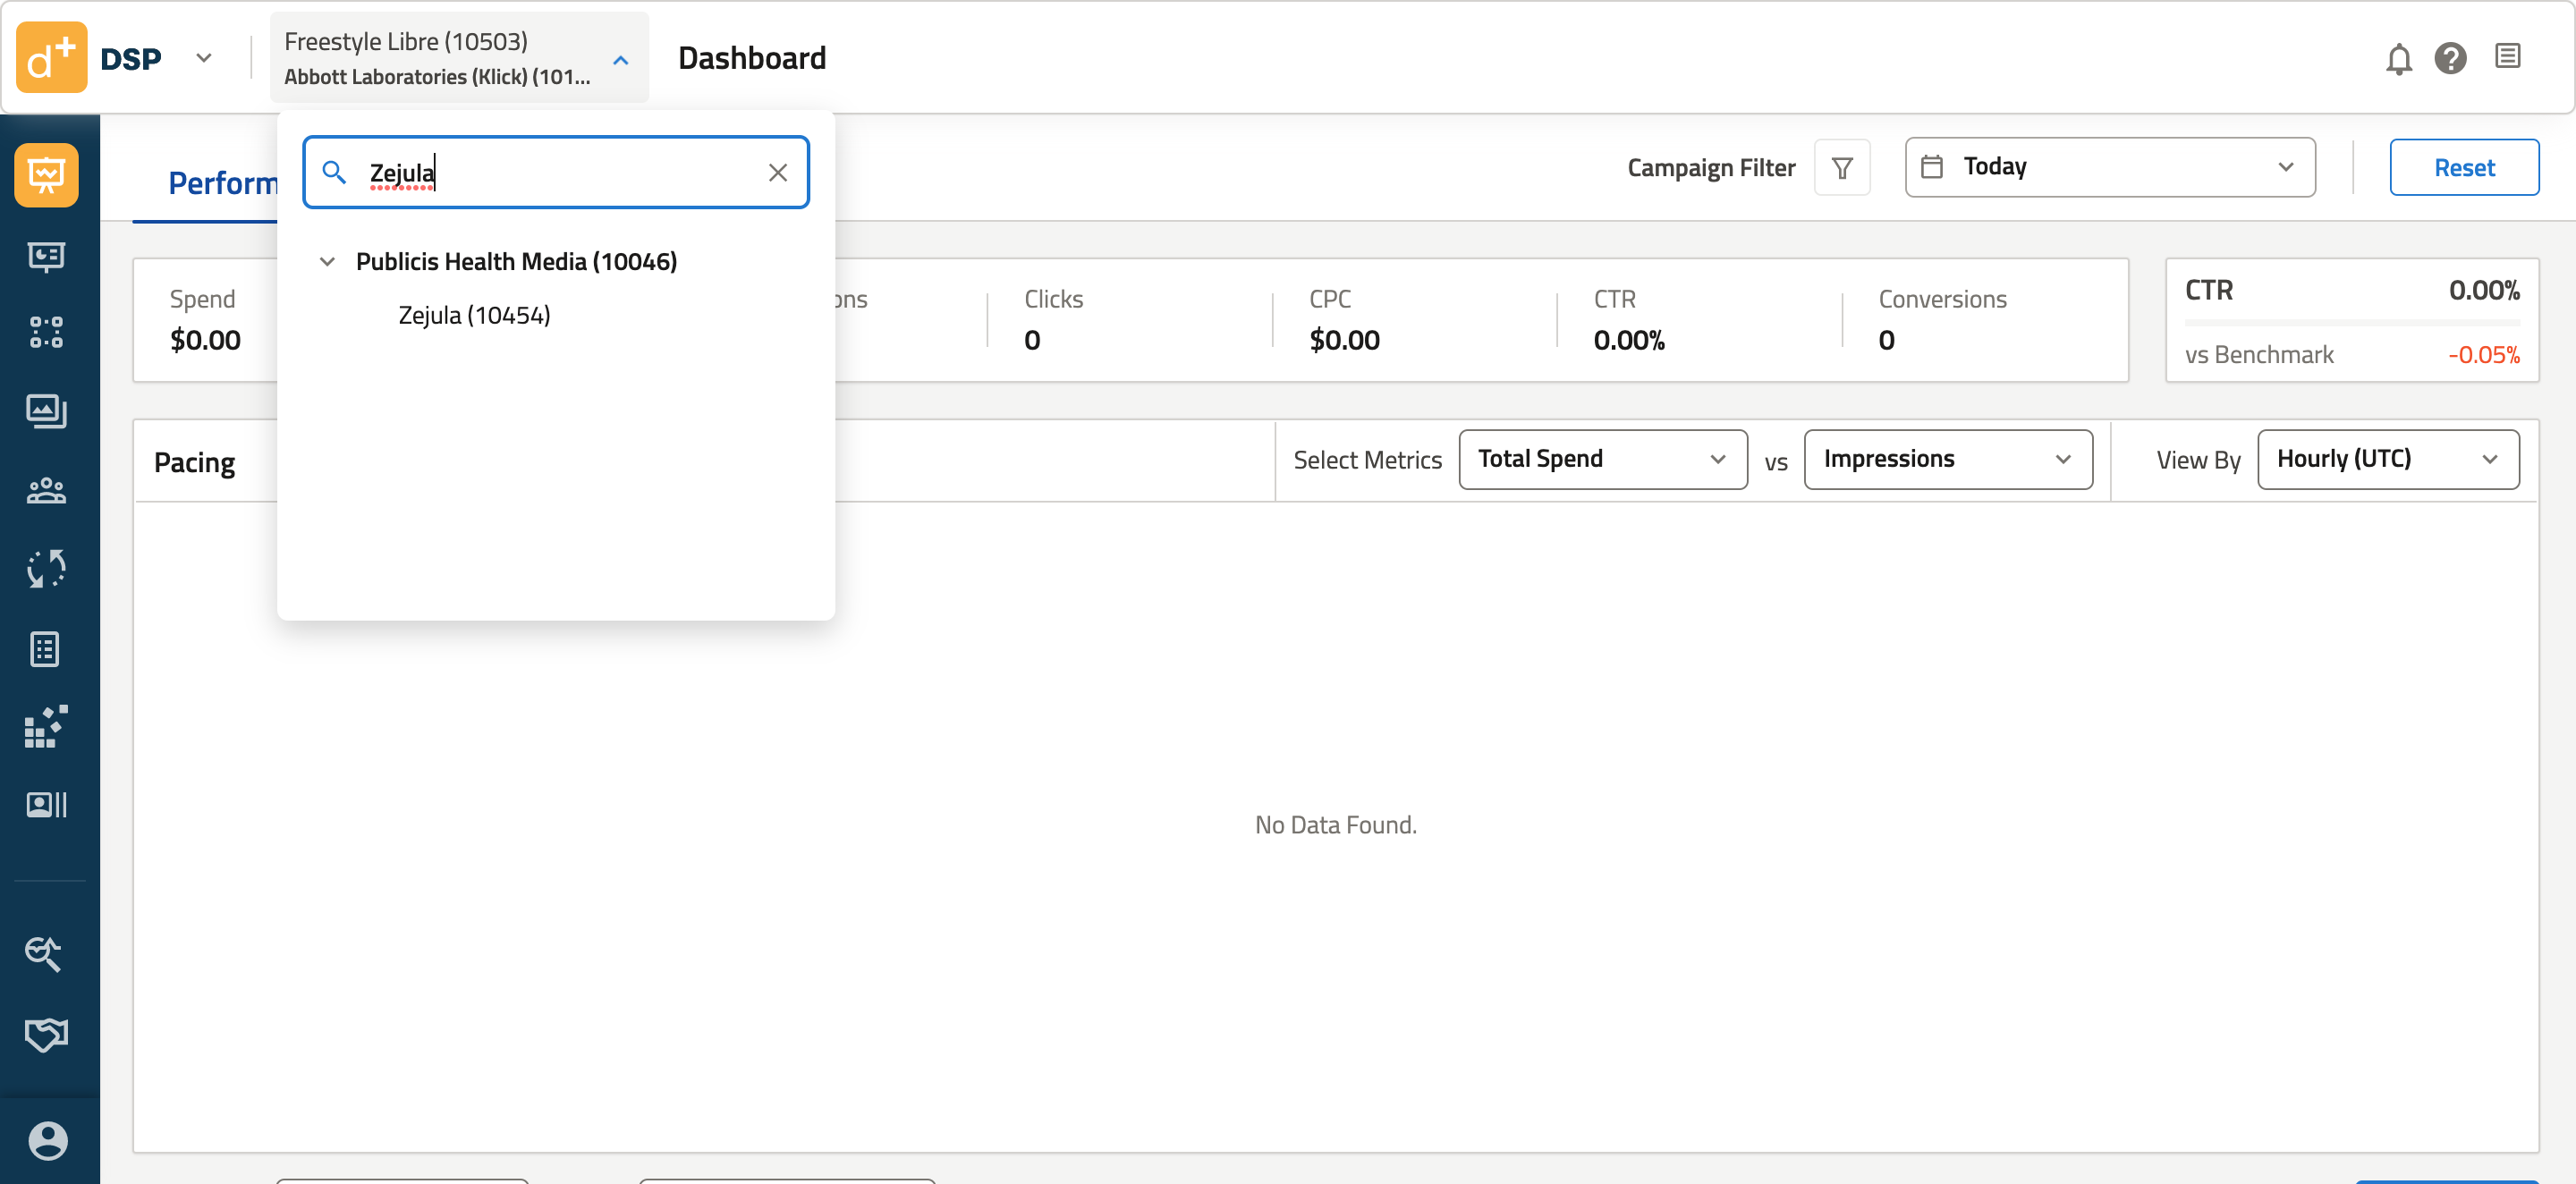 d+ DSP
Freestyle Libre (10503)
Abbott Laboratories (Klick) (101...
Dashboard
Zejula
Publicis Health Media (10046)
Zejula (10454)
Perform
Campaign Filter
Today
Reset
Spend
$0.00
ons
Clicks
0
CPC
$0.00
CTR
0.00%
Conversions
0
CTR 0.00%
vs Benchmark -0.05%
Pacing
Select Metrics Total Spend vs Impressions
View By Hourly (UTC)
No Data Found.